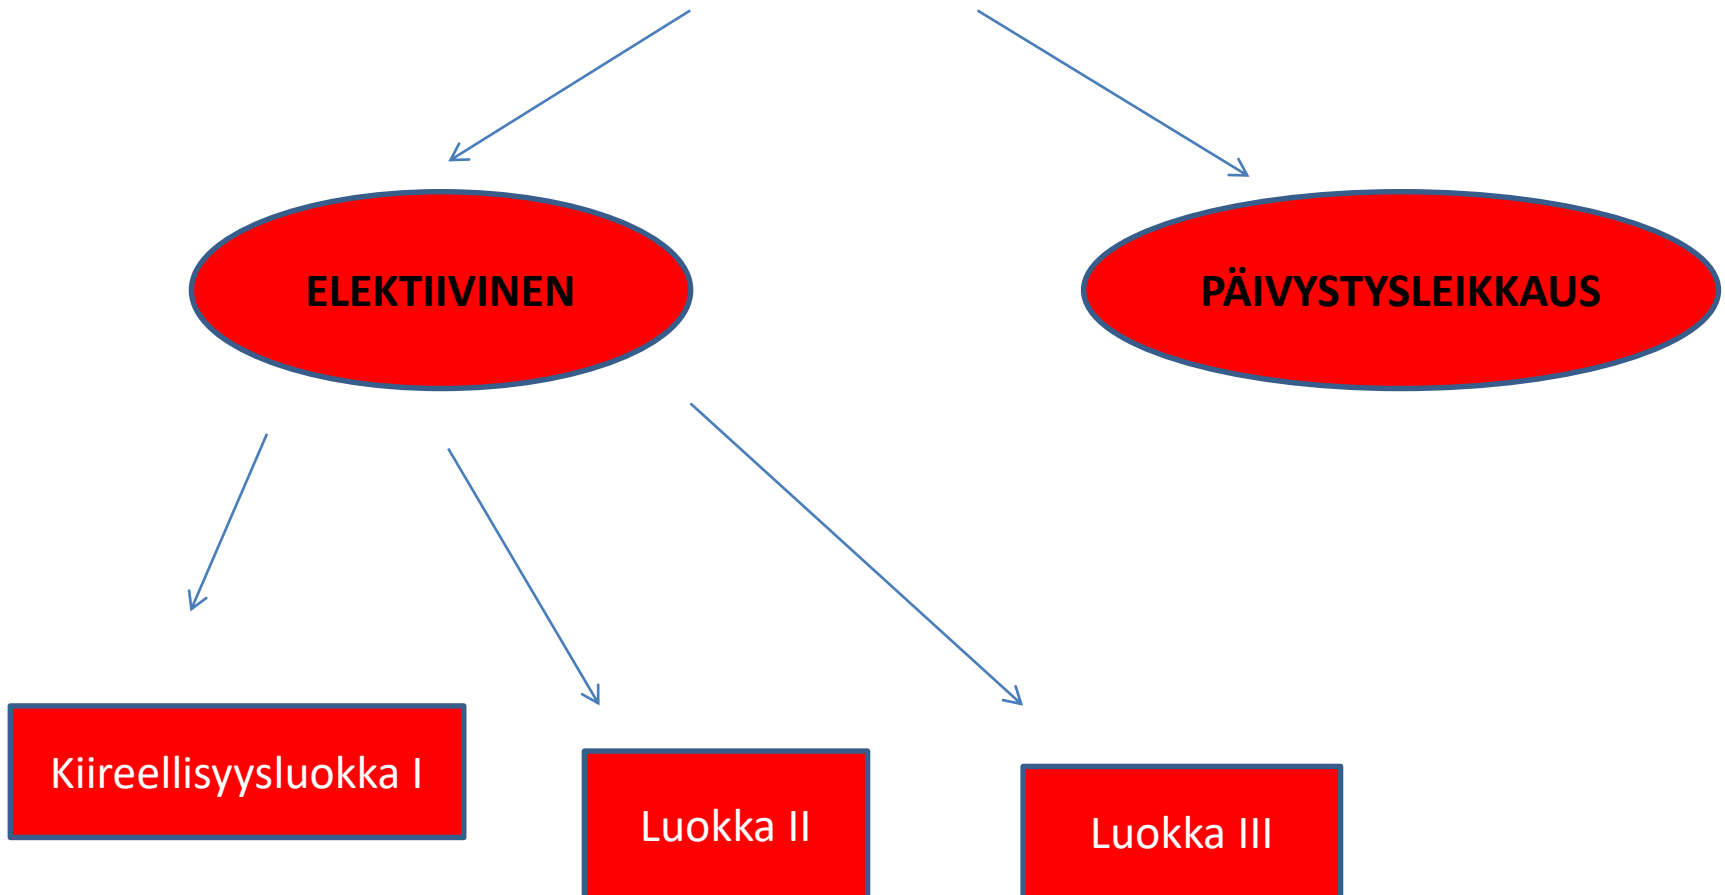 ELEKTIIVINEN
PÄIVYSTYSLEIKKAUS
Kiireellisyysluokka I
Luokka II
Luokka III